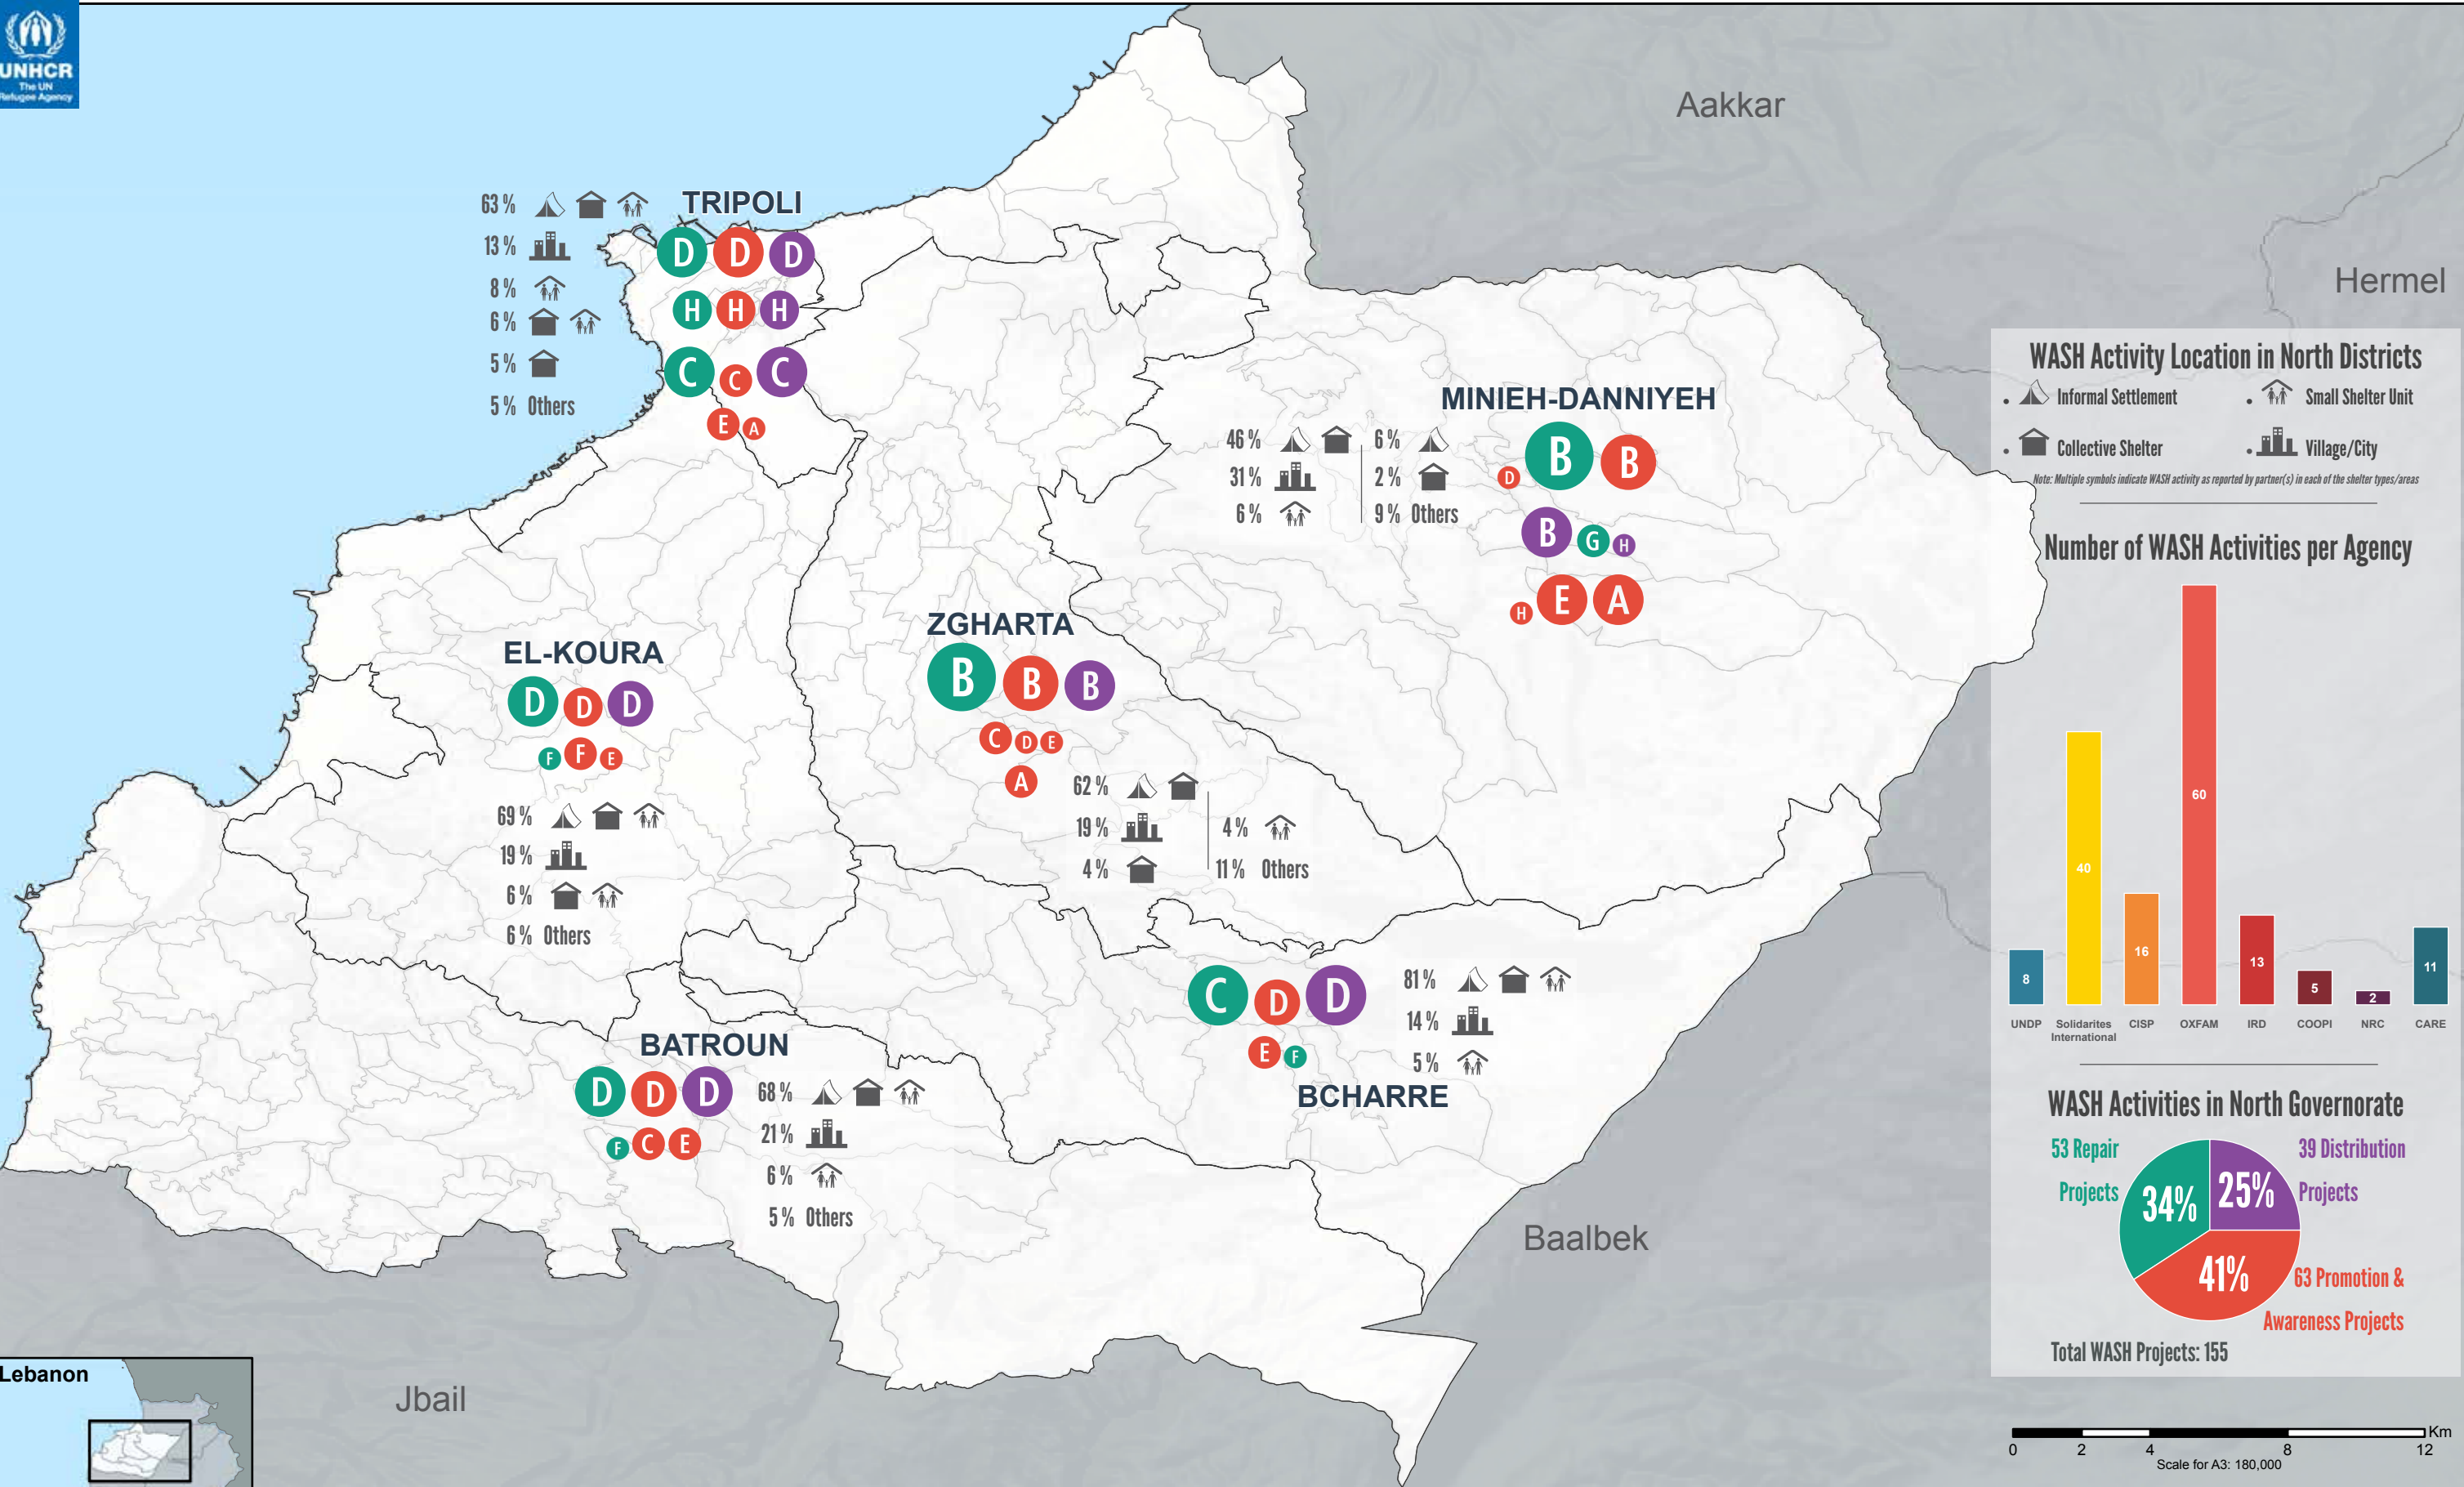 UNHCR
The UN
Refugee Agency
Aakkar
Hermel
TRIPOLI
63 %
13 %
8 %
6 %
5 %
5 % Others
D D D
H H H
C C C
E A
MINIEH-DANNIYEH
46 %
31 %
6 %
6 %
2 %
9 % Others
D B B
B G H
H E A
ZGHARTA
B B B
C D E
A
62 %
19 %
4 %
4 %
11 % Others
EL-KOURA
D D D
F F E
69 %
19 %
6 %
6 % Others
C D D
E F
81 %
14 %
5 %
BCHARRE
BATROUN
D D D
F C E
68 %
21 %
6 %
5 % Others
Baalbek
Jbail
Lebanon
WASH Activity Location in North Districts
• Informal Settlement
• Small Shelter Unit
• Collective Shelter
• Village/City
Note: Multiple symbols indicate WASH activity as reported by partner(s) in each of the shelter types/areas
Number of WASH Activities per Agency
8
40
16
60
13
5
2
11
UNDP
Solidarites
International
CISP
OXFAM
IRD
COOPI
NRC
CARE
WASH Activities in North Governorate
53 Repair
Projects
39 Distribution
Projects
34%
25%
41%
63 Promotion &
Awareness Projects
Total WASH Projects: 155
Km
0 2 4 8 12
Scale for A3: 180,000